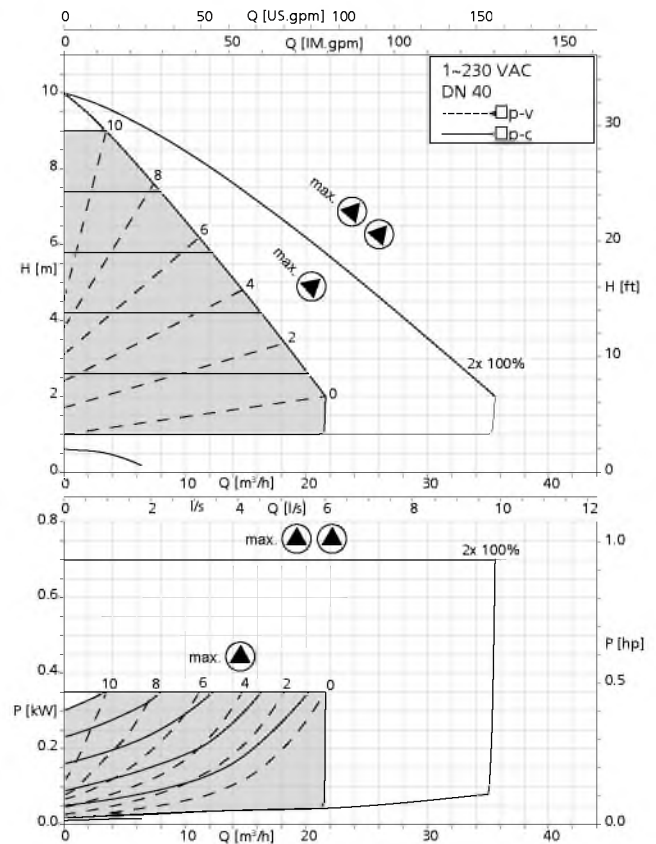 Q [US.gpm]
0 50 100 150
Q [IM.gpm]
0 50 100 150
1~230 VAC
DN 40
□p-v
□p-c
H [m]
10
8
6
4
2
0
H [ft]
30
20
10
0
10
8
6
4
2
0
max.
max.
2x 100%
0 10 20 30 40
Q [m³/h]
0 2 4 6 8 10 12
l/s
Q [l/s]
P [kW]
0.8
0.6
0.4
0.2
0.0
P [hp]
1.0
0.5
0.0
max.
2x 100%
max.
10 8 6 4 2 0
0 10 20 30 40
Q [m³/h]